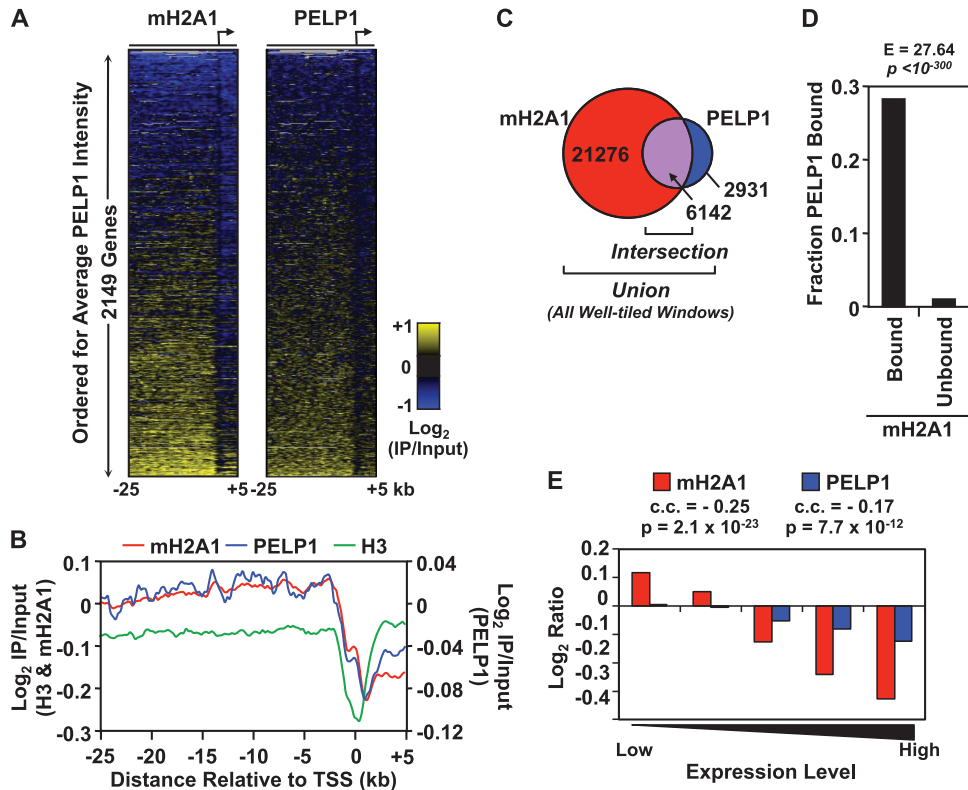 A
mH2A1
PELP1
Ordered for Average PELP1 Intensity
2149 Genes
-25
+5
-25
+5 kb
+1
0
-1
Log2
(IP/Input)
B
mH2A1
PELP1
H3
Log2 IP/Input
(H3 & mH2A1)
0.1
0
-0.1
-0.2
-0.3
0.04
0
-0.04
-0.08
-0.12
Log2 IP/Input
(PELP1)
-25
-20
-15
-10
-5
0
+5
Distance Relative to TSS (kb)
C
mH2A1
PELP1
21276
2931
6142
Intersection
Union
(All Well-tiled Windows)
D
E = 27.64
p <10-300
Fraction PELP1 Bound
0.3
0.2
0.1
0
Bound
Unbound
mH2A1
E
mH2A1
PELP1
c.c. = - 0.25
c.c. = - 0.17
p = 2.1 x 10-23
p = 7.7 x 10-12
Log2 Ratio
0.2
0.1
0
-0.1
-0.2
-0.3
-0.4
Low
High
Expression Level